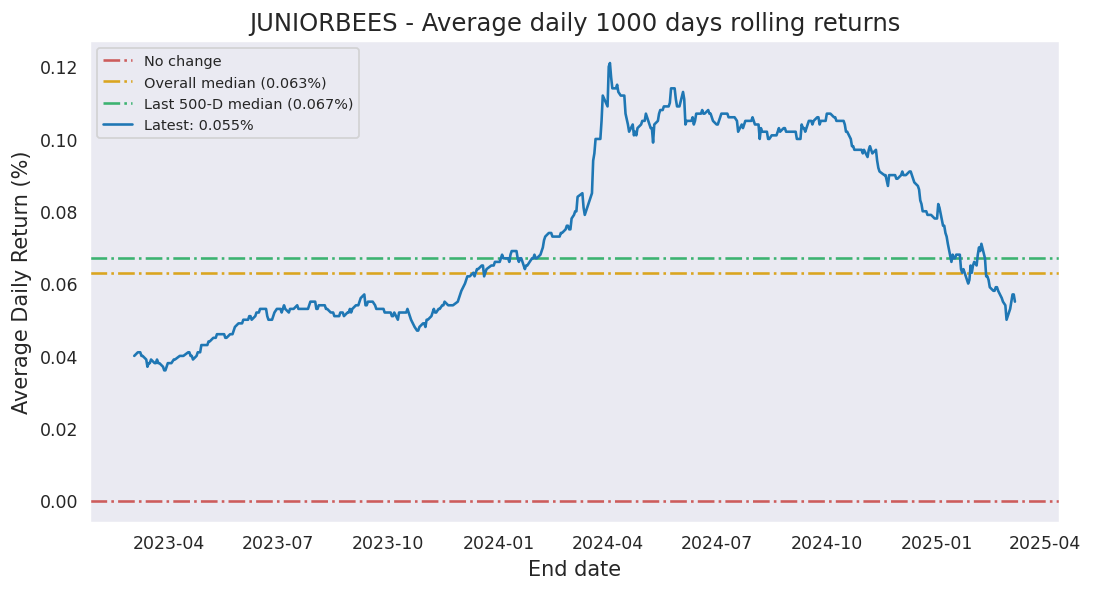 JUNIORBEES - Average daily 1000 days rolling returns
No change
Overall median (0.063%)
Last 500-D median (0.067%)
Latest: 0.055%
Average Daily Return (%)
0.12
0.10
0.08
0.06
0.04
0.02
0.00
2023-04 2023-07 2023-10 2024-01 2024-04 2024-07 2024-10 2025-01 2025-04
End date